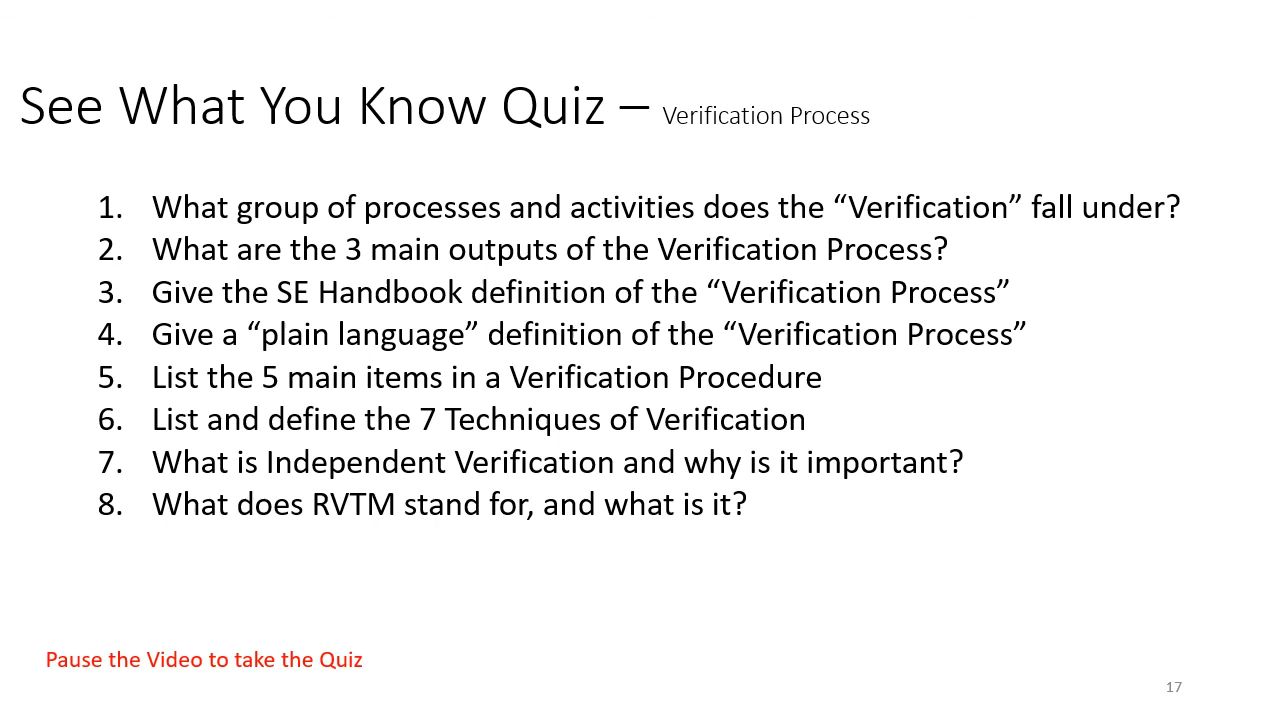 See What You Know Quiz – Verification Process
1. What group of processes and activities does the “Verification” fall under?
2. What are the 3 main outputs of the Verification Process?
3. Give the SE Handbook definition of the “Verification Process”
4. Give a “plain language” definition of the “Verification Process”
5. List the 5 main items in a Verification Procedure
6. List and define the 7 Techniques of Verification
7. What is Independent Verification and why is it important?
8. What does RVTM stand for, and what is it?
Pause the Video to take the Quiz
17